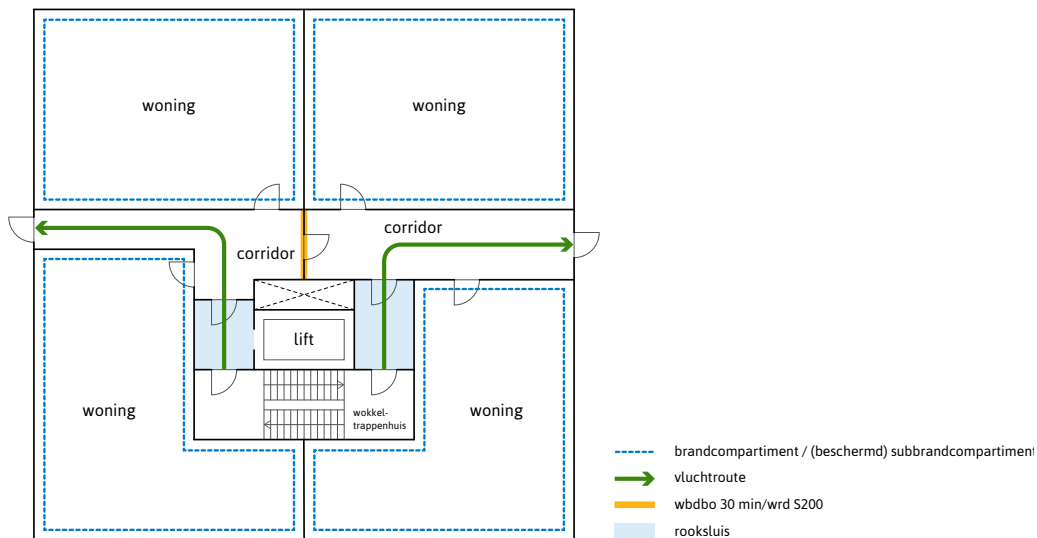 woning
woning
corridor
corridor
lift
woning
wokkel-
trappenhuis
woning
brandcompartiment / (beschermd) subbrandcompartiment
vluchtroute
wbdbo 30 min/wrd S200
rooksluis